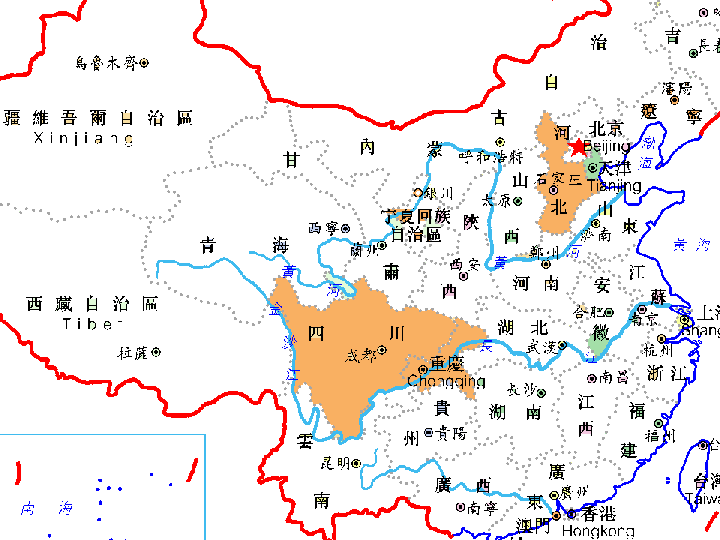 治
吉
長春
烏魯木齊
自
瀋陽
疆維吾爾自治區
Xinjiang
遼寧
古
河
北京
Beijing
渤海
內
蒙
呼和浩特
甘
天津
Tianjing
石家庄
山
銀川
太原
北
山
宁夏回族
自治區
陝
東
西寧
西
濟南
黃海
青海
蘭州
鄭州
河
黃
西安
肅
黃
河
河南
江
安
西
蘇
西藏自治區
Tibet
金沙江
合肥
上海
Shang
南京
四川
湖北
徽
成都
武漢
長
江
杭州
拉薩
重慶
Chongqing
浙江
南昌
長沙
貴
江
湖南
福
州
貴陽
西
福州
雲
建
昆明
台
廣西
廣
台灣
Taiwa
南
廣州
南海
南寧
東
香港
澳門
Hongkong